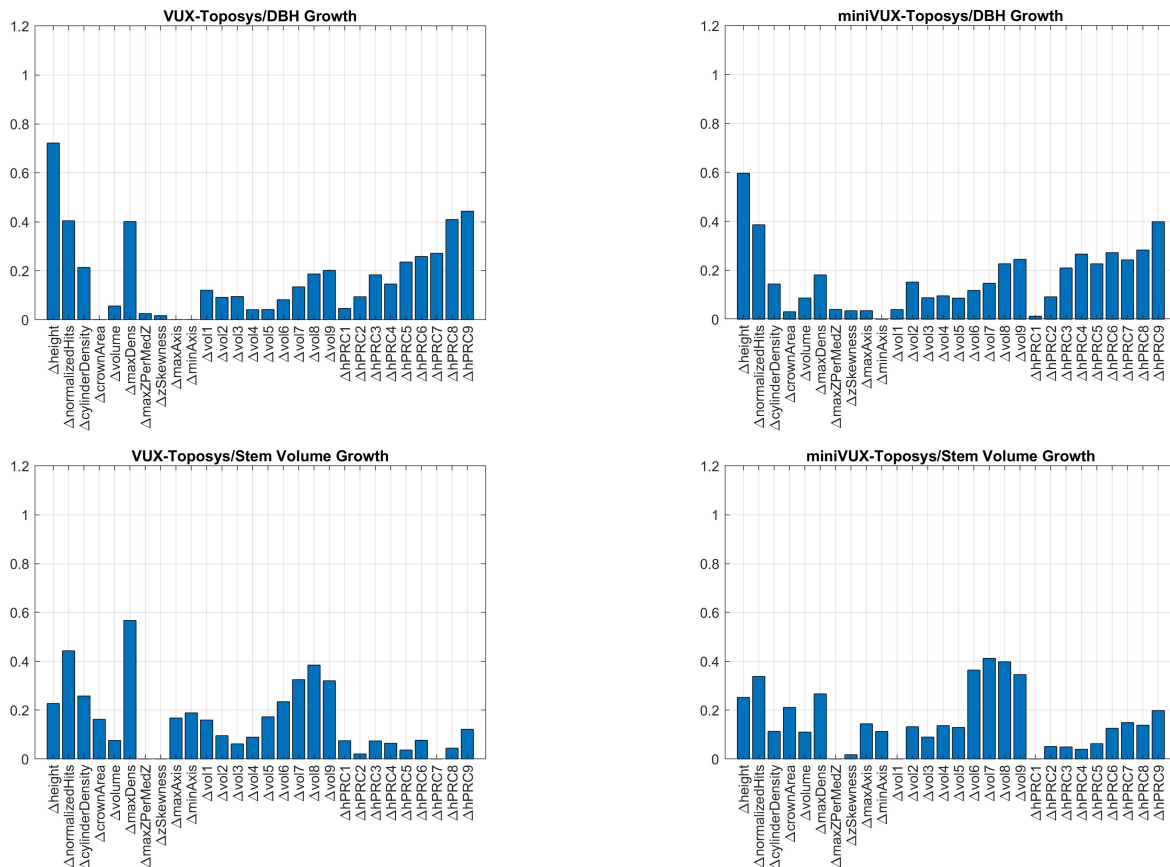 VUX-Toposys/DBH Growth
1.2
1
0.8
0.6
0.4
0.2
0
Δheight
ΔnormalizedHits
ΔcylinderDensity
ΔcrownArea
Δvolume
ΔmaxDens
ΔmaxZPerMedZ
ΔzSkewness
ΔmaxAxis
ΔminAxis
Δvol1
Δvol2
Δvol3
Δvol4
Δvol5
Δvol6
Δvol7
Δvol8
Δvol9
ΔhPRC1
ΔhPRC2
ΔhPRC3
ΔhPRC4
ΔhPRC5
ΔhPRC6
ΔhPRC7
ΔhPRC8
ΔhPRC9
miniVUX-Toposys/DBH Growth
1.2
1
0.8
0.6
0.4
0.2
0
Δheight
ΔnormalizedHits
ΔcylinderDensity
ΔcrownArea
Δvolume
ΔmaxDens
ΔmaxZPerMedZ
ΔzSkewness
ΔmaxAxis
ΔminAxis
Δvol1
Δvol2
Δvol3
Δvol4
Δvol5
Δvol6
Δvol7
Δvol8
Δvol9
ΔhPRC1
ΔhPRC2
ΔhPRC3
ΔhPRC4
ΔhPRC5
ΔhPRC6
ΔhPRC7
ΔhPRC8
ΔhPRC9
VUX-Toposys/Stem Volume Growth
1.2
1
0.8
0.6
0.4
0.2
0
Δheight
ΔnormalizedHits
ΔcylinderDensity
ΔcrownArea
Δvolume
ΔmaxDens
ΔmaxZPerMedZ
ΔzSkewness
ΔmaxAxis
ΔminAxis
Δvol1
Δvol2
Δvol3
Δvol4
Δvol5
Δvol6
Δvol7
Δvol8
Δvol9
ΔhPRC1
ΔhPRC2
ΔhPRC3
ΔhPRC4
ΔhPRC5
ΔhPRC6
ΔhPRC7
ΔhPRC8
ΔhPRC9
miniVUX-Toposys/Stem Volume Growth
1.2
1
0.8
0.6
0.4
0.2
0
Δheight
ΔnormalizedHits
ΔcylinderDensity
ΔcrownArea
Δvolume
ΔmaxDens
ΔmaxZPerMedZ
ΔzSkewness
ΔmaxAxis
ΔminAxis
Δvol1
Δvol2
Δvol3
Δvol4
Δvol5
Δvol6
Δvol7
Δvol8
Δvol9
ΔhPRC1
ΔhPRC2
ΔhPRC3
ΔhPRC4
ΔhPRC5
ΔhPRC6
ΔhPRC7
ΔhPRC8
ΔhPRC9